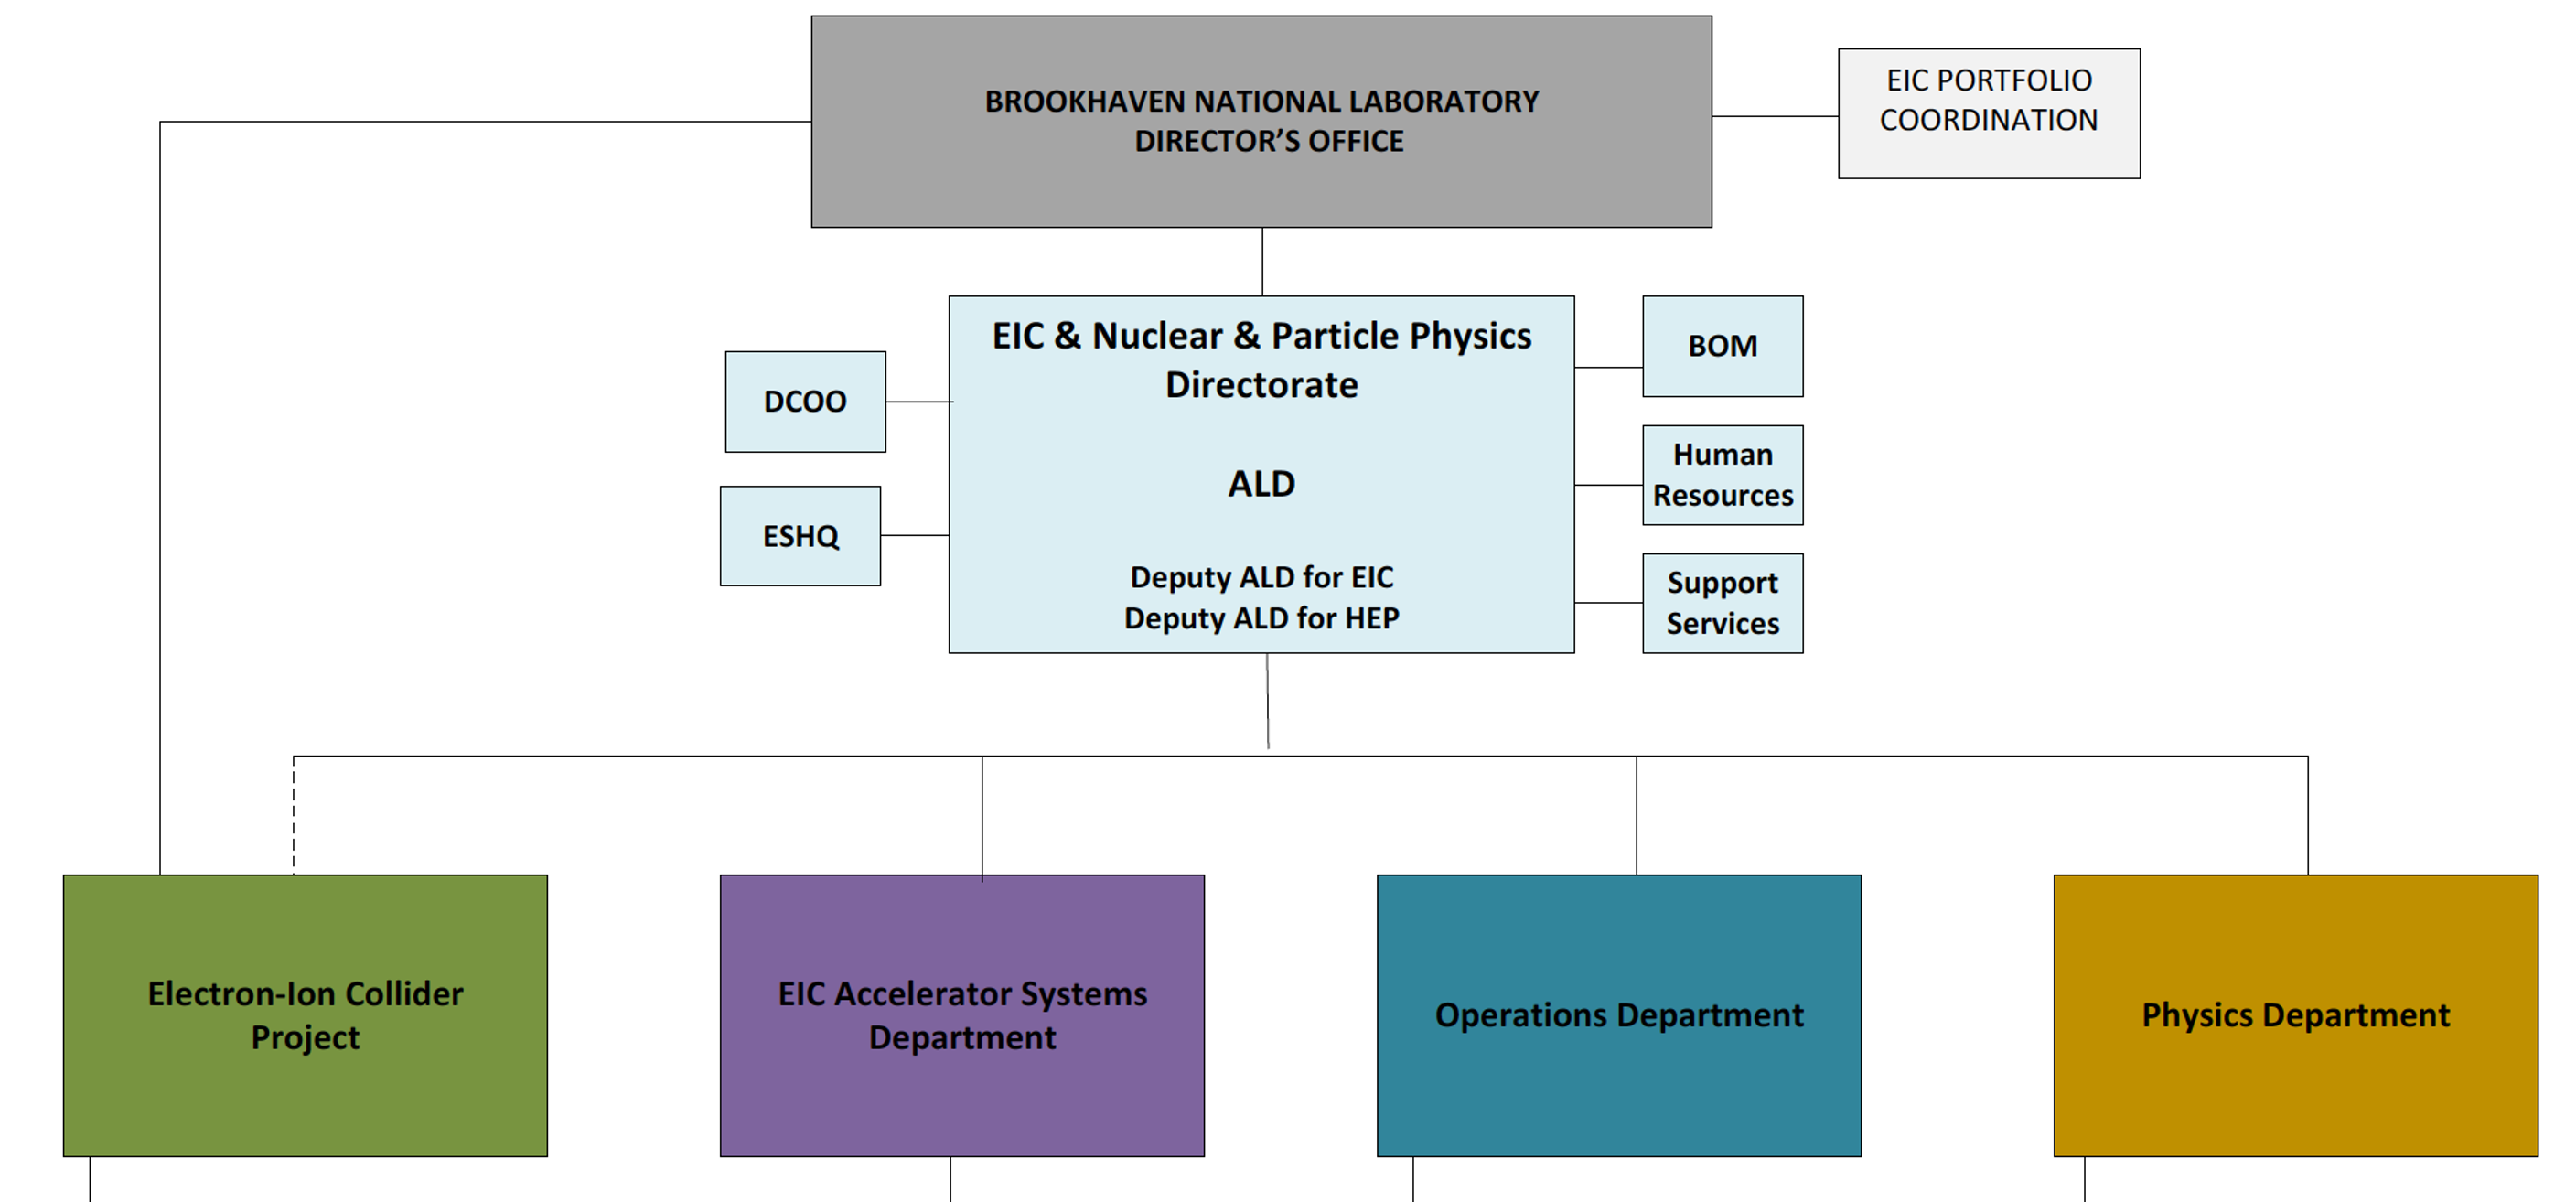 BROOKHAVEN NATIONAL LABORATORY
DIRECTOR’S OFFICE
EIC PORTFOLIO
COORDINATION
EIC & Nuclear & Particle Physics
Directorate
ALD
Deputy ALD for EIC
Deputy ALD for HEP
DCOO
ESHQ
BOM
Human
Resources
Support
Services
Electron-Ion Collider
Project
EIC Accelerator Systems
Department
Operations Department
Physics Department